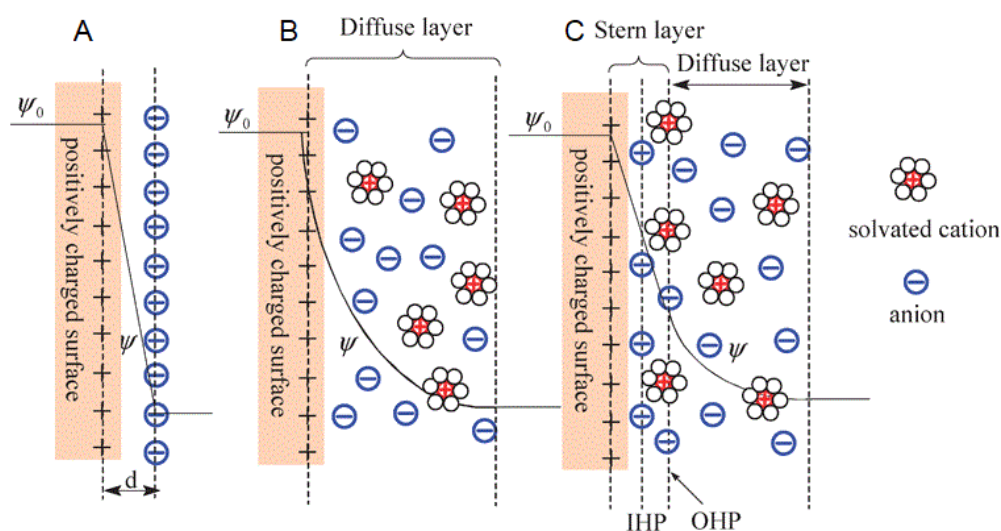 A
ψ0
positively charged surface
ψ
d
B
Diffuse layer
ψ0
positively charged surface
ψ
C
Stern layer
Diffuse layer
ψ0
positively charged surface
ψ
IHP
OHP
solvated cation
anion